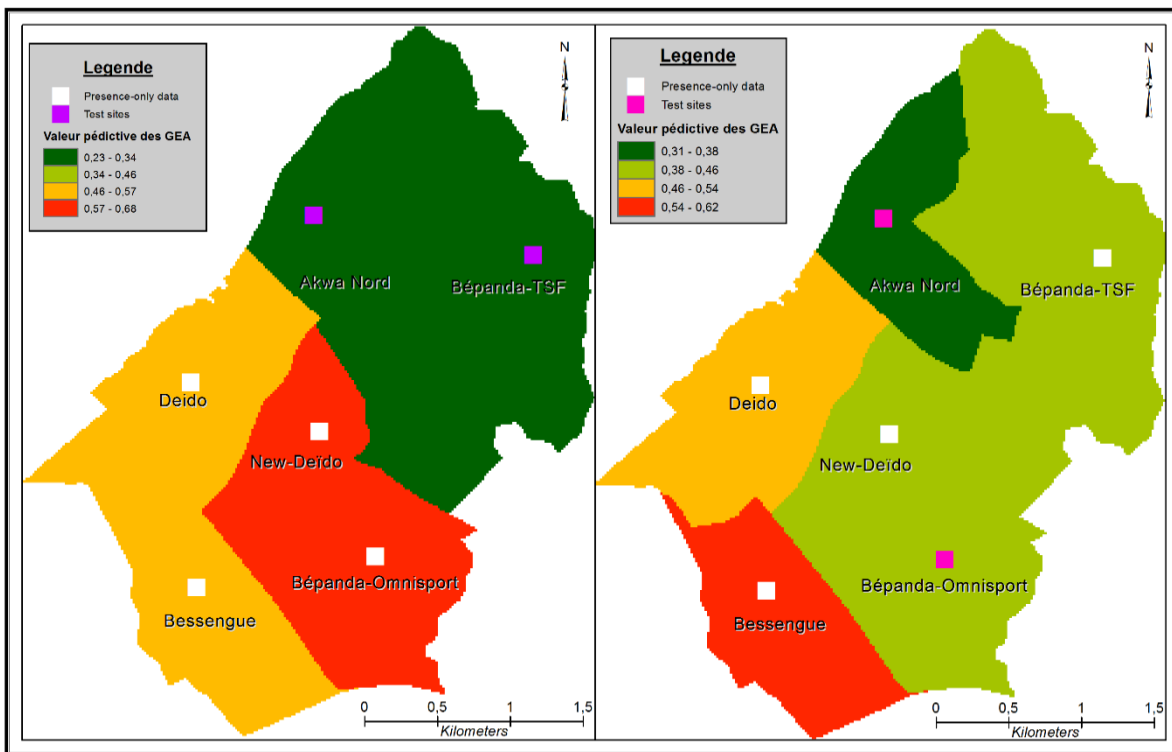 Legende
Presence-only data
Test sites
Valeur pédictive des GEA
0,23 - 0,34
0,34 - 0,46
0,46 - 0,57
0,57 - 0,68
N
Akwa Nord
Bépanda-TSF
Deido
New-Deïdo
Bépanda-Omnisport
Bessengue
0 0,5 1 1,5
Kilometers
Legende
Presence-only data
Test sites
Valeur pédictive des GEA
0,31 - 0,38
0,38 - 0,46
0,46 - 0,54
0,54 - 0,62
N
Akwa Nord
Bépanda-TSF
Deido
New-Deïdo
Bépanda-Omnisport
Bessengue
0 0,5 1 1,5
Kilometers